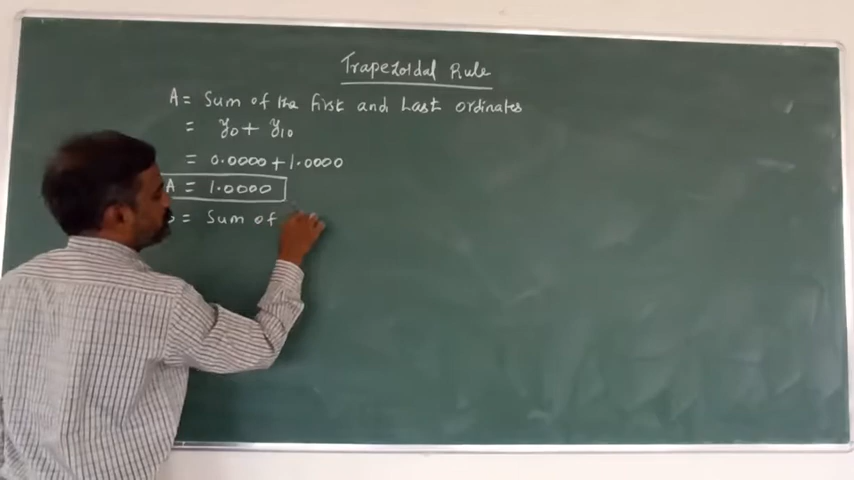 Trapezoidal Rule
A = Sum of the first and Last ordinates
= y₀ + y₁₀
= 0.0000 + 1.0000
A = 1.0000
= Sum of